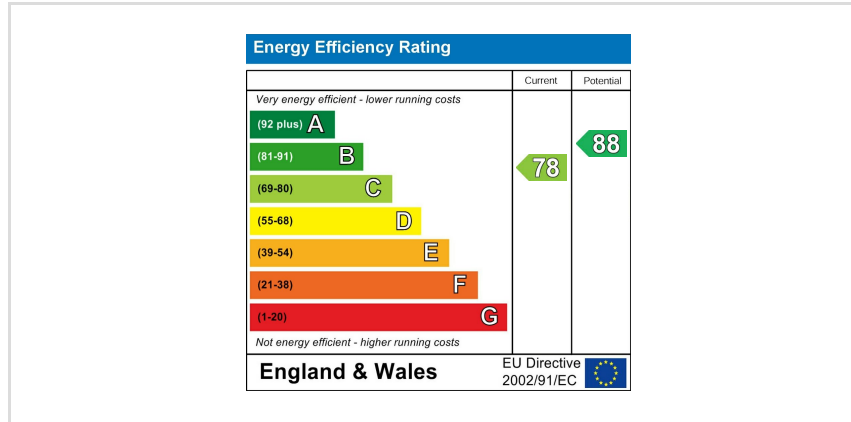 Energy Efficiency Rating
Current Potential
Very energy efficient - lower running costs
(92 plus) A
(81-91) B
(69-80) C
(55-68) D
(39-54) E
(21-38) F
(1-20) G
78
88
Not energy efficient - higher running costs
England & Wales
EU Directive
2002/91/EC